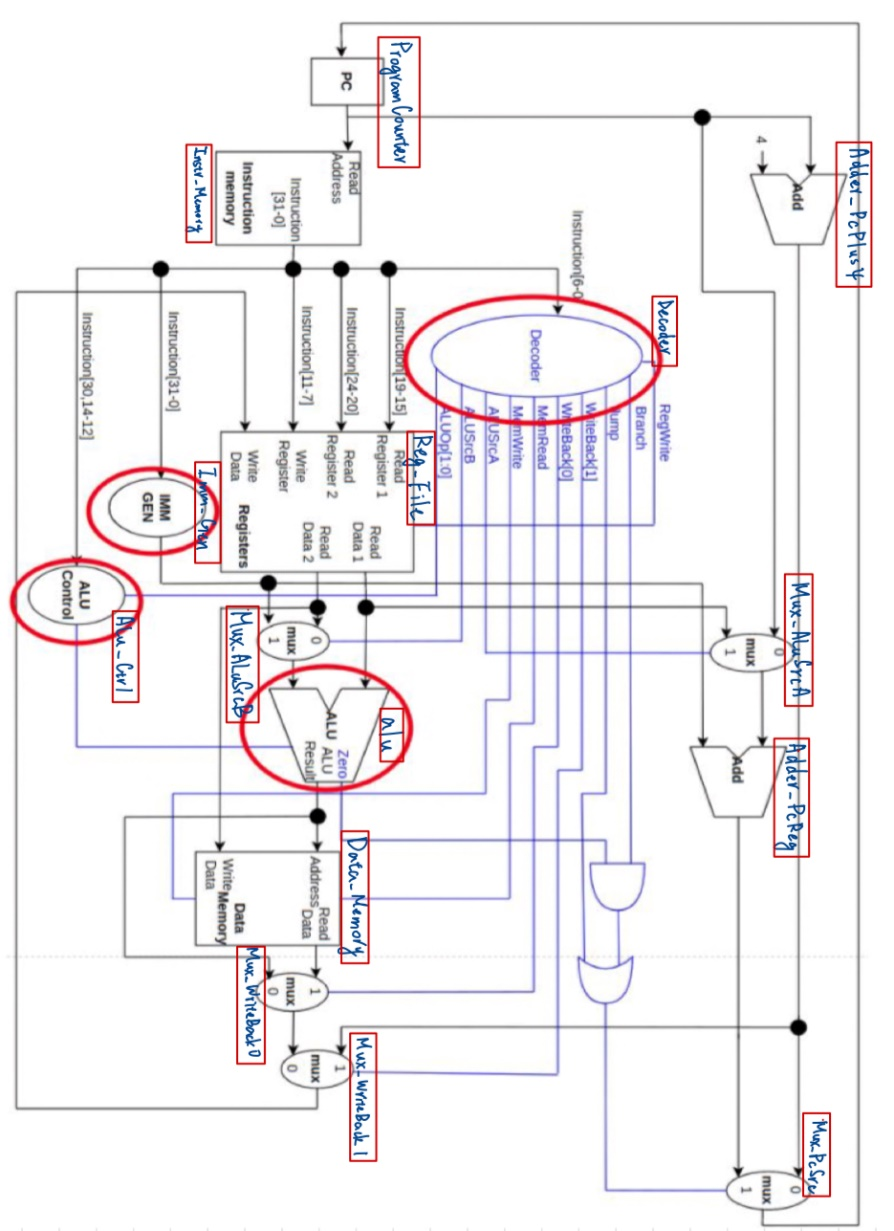 Adder_PcPlus4
Add
4
ProgramCounter
PC
Read
Address
Instruction
[31-0]
Instruction
memory
Instr_Memory
Instruction[6-0
Decoder
Decoder
RegWrite
Branch
Jump
WriteBack[1]
WriteBack[0]
MemRead
MemWrite
ALUSrcA
ALUSrcB
ALUOp[1:0]
Instruction[19-15]
Instruction[24-20]
Instruction[11-7]
Instruction[31-0]
Instruction[30,14-12]
Reg_File
Read
Register 1
Read
Register 2
Write
Register
Write
Data
Read
Data 1
Read
Data 2
Registers
Imm_Gen
IMM
GEN
ALU
Control
Alu_Ctrl
Mux_AluSrcA
0
mux
1
Mux_ALuSrcB
0
mux
1
alu
ALU
Zero
ALU
Result
Adder_PcReg
Add
Data_Memory
Address
Read
Data
Write
Data
Data
Memory
Mux_WriteBack0
1
mux
0
Mux_WriteBack1
1
mux
0
Mux_PcSrc
0
mux
1